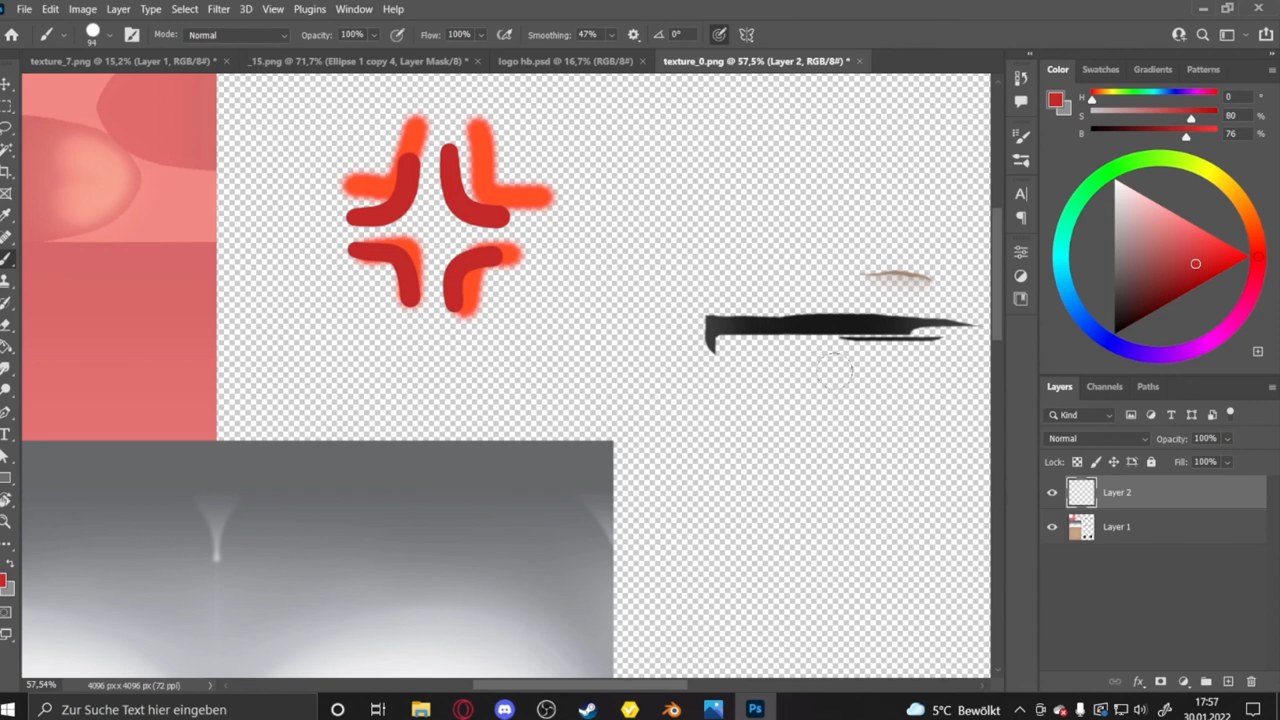 File Edit Image Layer Type Select Filter 3D View Plugins Window Help
94 Mode: Normal Opacity: 100% Flow: 100% Smoothing: 47% 0°
texture_7.png @ 15,2% (Layer 1, RGB/8#) * × _15.png @ 71,7% (Ellipse 1 copy 4, Layer Mask/8) * × logo hb.psd @ 16,7% (RGB/8#) × texture_0.png @ 57,5% (Layer 2, RGB/8#) * ×
Color Swatches Gradients Patterns
H 0 °
S 80 %
B 76 %
Layers Channels Paths
Kind
Normal Opacity: 100%
Lock: Fill: 100%
Layer 2
Layer 1
57,54% 4096 px x 4096 px (72 ppi)
Zur Suche Text hier eingeben
Ps
5°C Bewölkt
17:57
30.01.2022